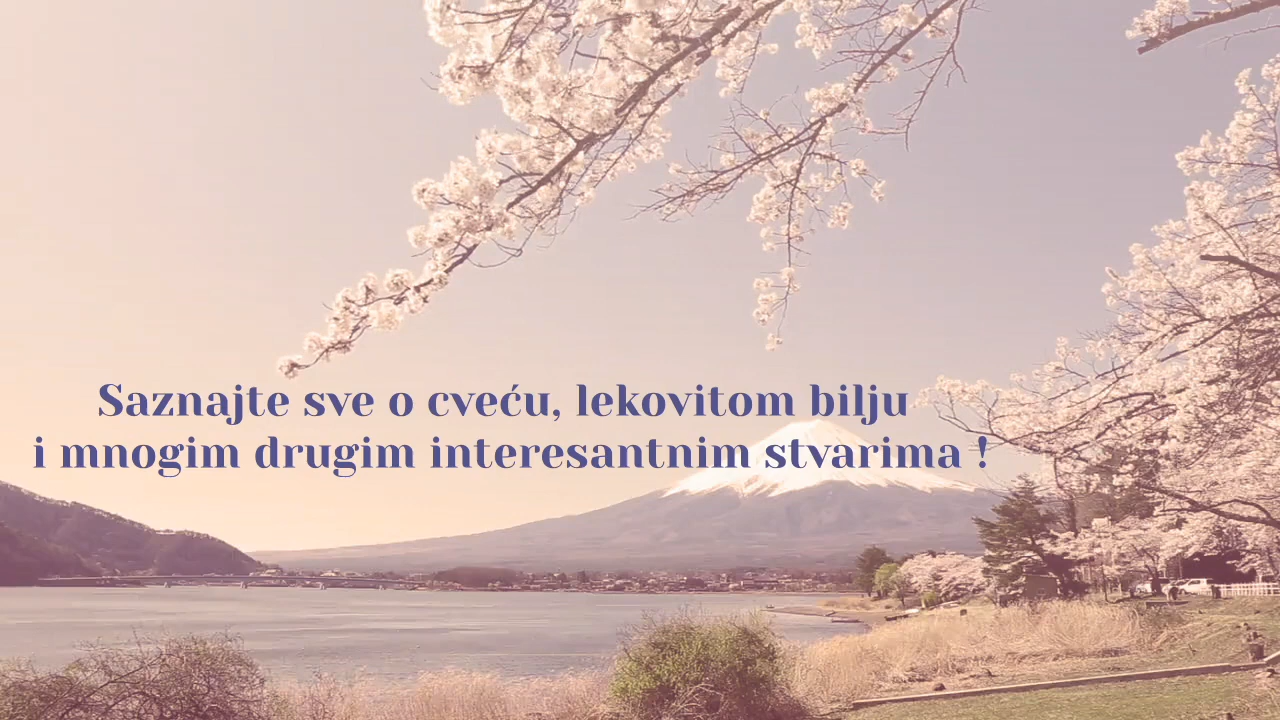 Saznajte sve o cveću, lekovitom bilju
i mnogim drugim interesantnim stvarima !